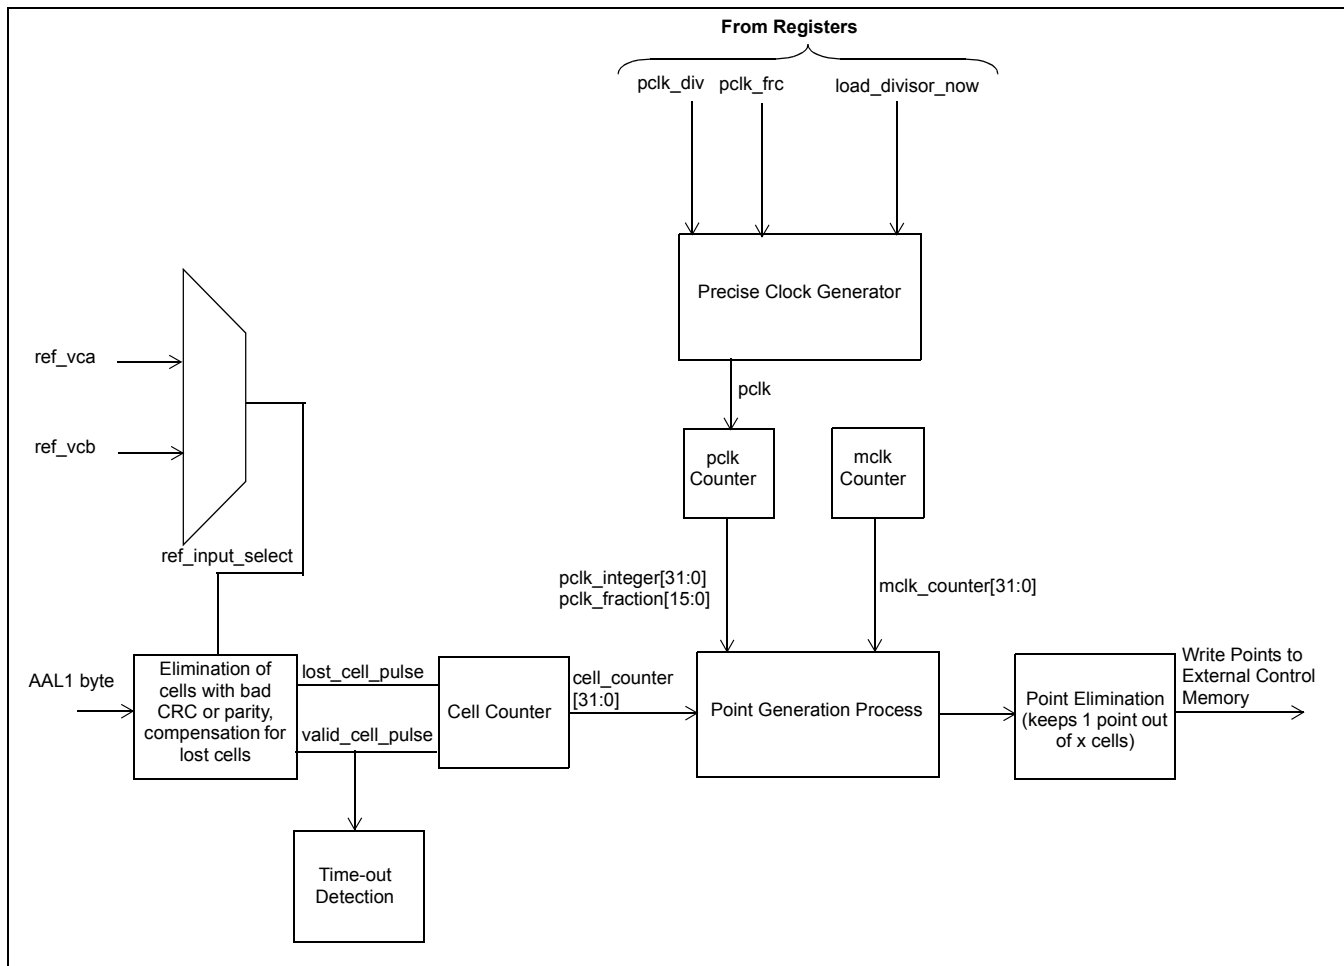 From Registers
pclk_div pclk_frc load_divisor_now
Precise Clock Generator
ref_vca
pclk
ref_vcb
pclk
Counter
mclk
Counter
ref_input_select
pclk_integer[31:0]
pclk_fraction[15:0]
mclk_counter[31:0]
AAL1 byte
Elimination of
cells with bad
CRC or parity,
compensation for
lost cells
lost_cell_pulse
valid_cell_pulse
Cell Counter
cell_counter
[31:0]
Point Generation Process
Point Elimination
(keeps 1 point out
of x cells)
Write Points to
External Control
Memory
Time-out
Detection